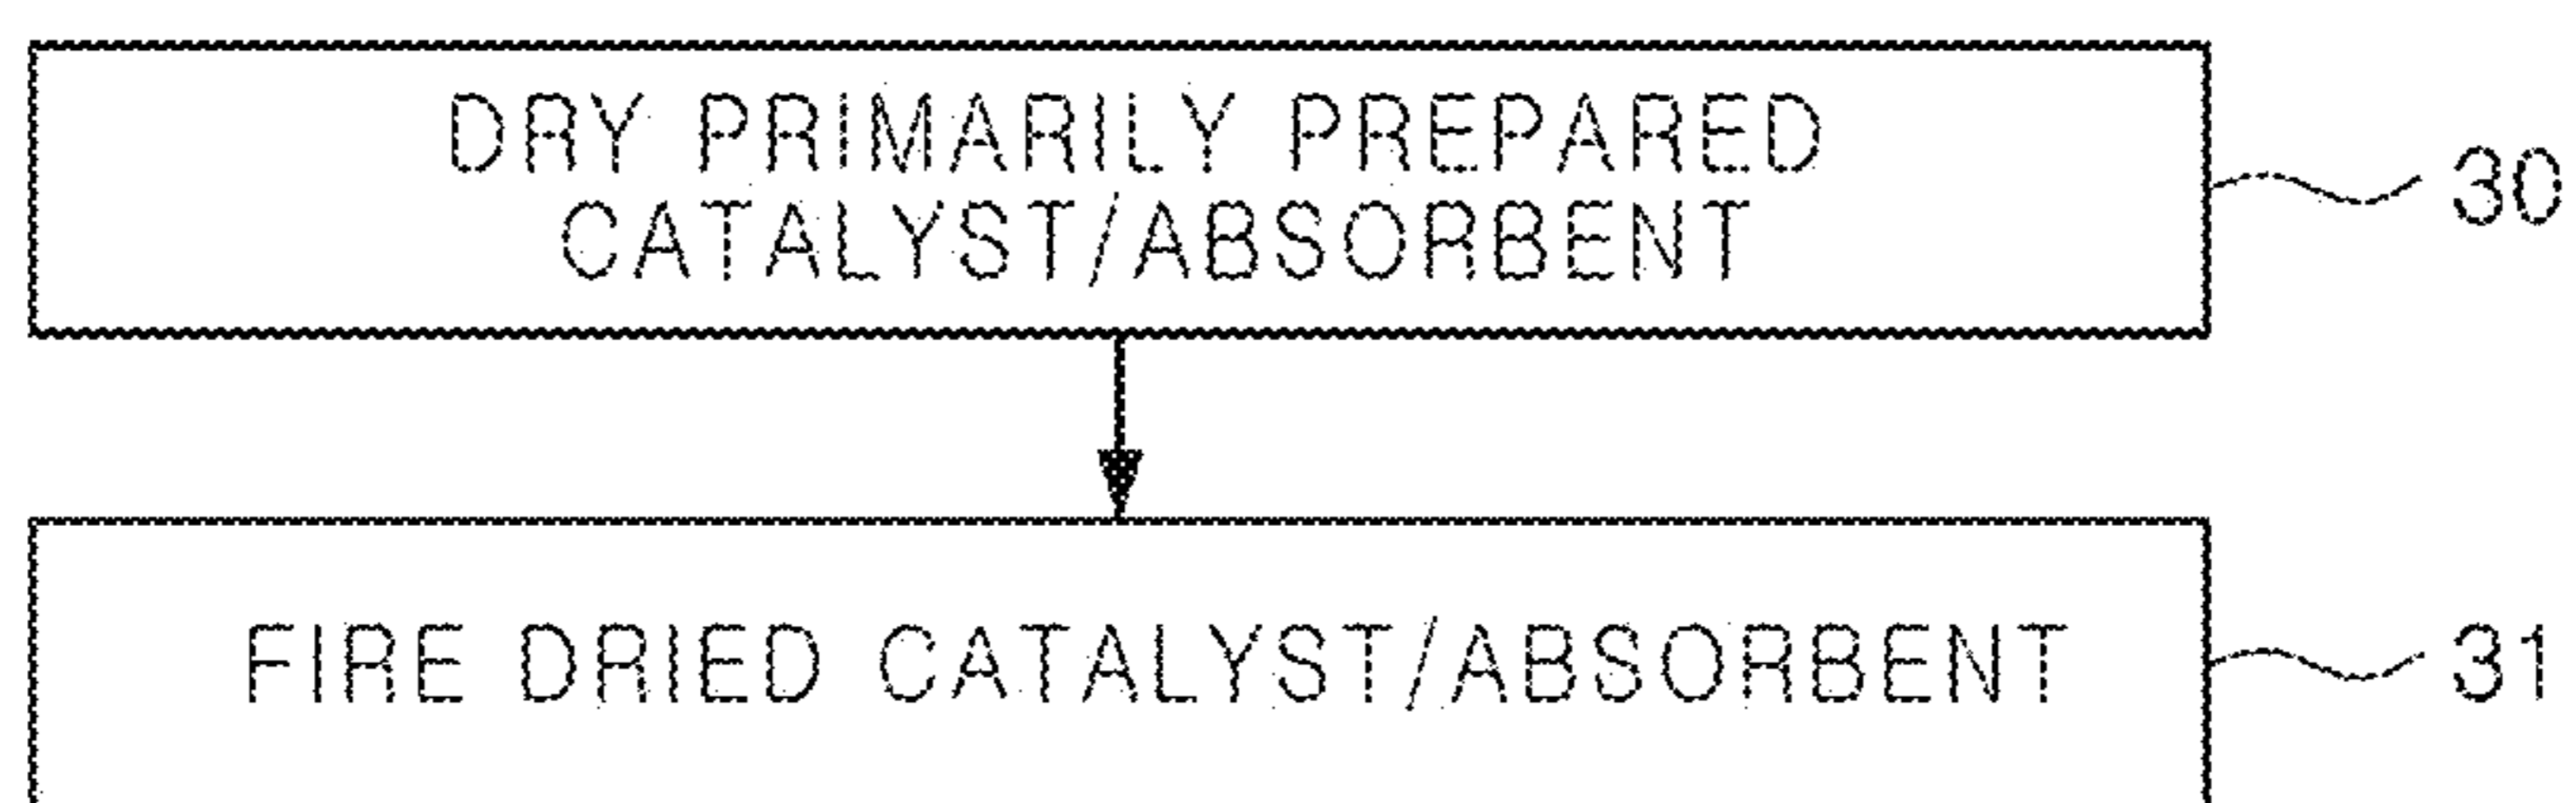 DRY PRIMARILY PREPARED
CATALYST/ABSORBENT
30
FIRE DRIED CATALYST/ABSORBENT
31